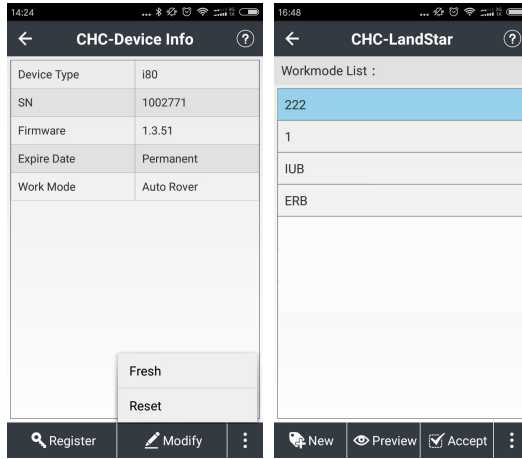 14:24
CHC-Device Info
Device Type i80
SN 1002771
Firmware 1.3.51
Expire Date Permanent
Work Mode Auto Rover
Fresh
Reset
Register Modify
16:48
CHC-LandStar
Workmode List：
222
1
IUB
ERB
New Preview Accept